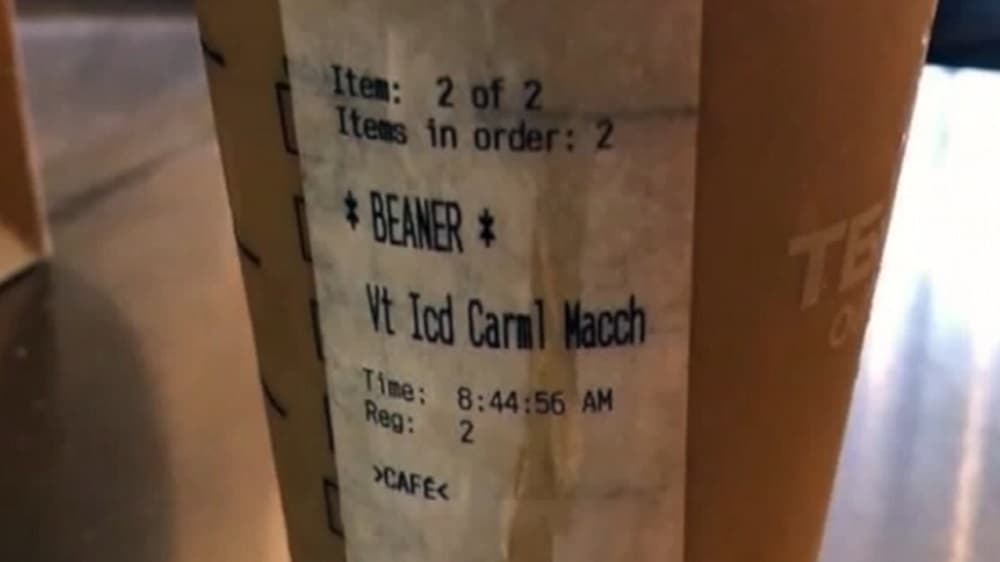 Item: 2 of 2
Items in order: 2
* BEANER *
Vt Icd Carml Macch
Time: 8:44:56 AM
Reg: 2
>CAFE<